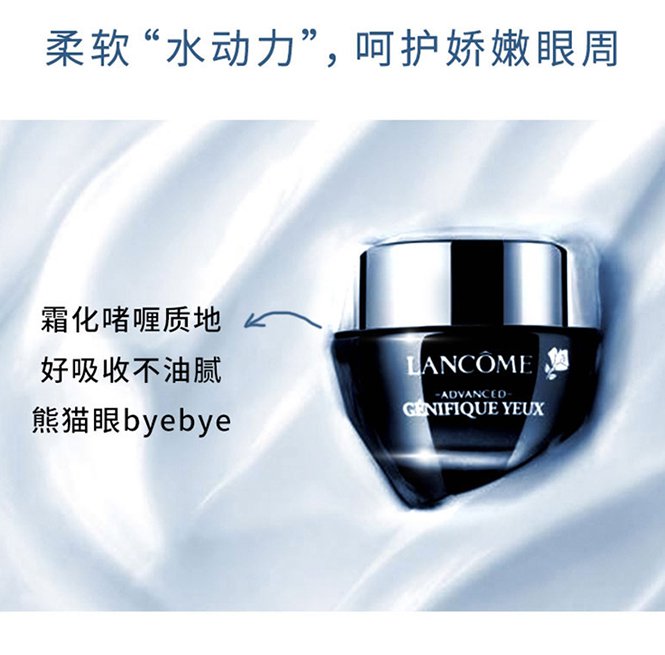 柔软“水动力”，呵护娇嫩眼周
霜化啫喱质地
好吸收不油腻
熊猫眼byebye
LANCÔME
-ADVANCED-
GÉNIFIQUE YEUX